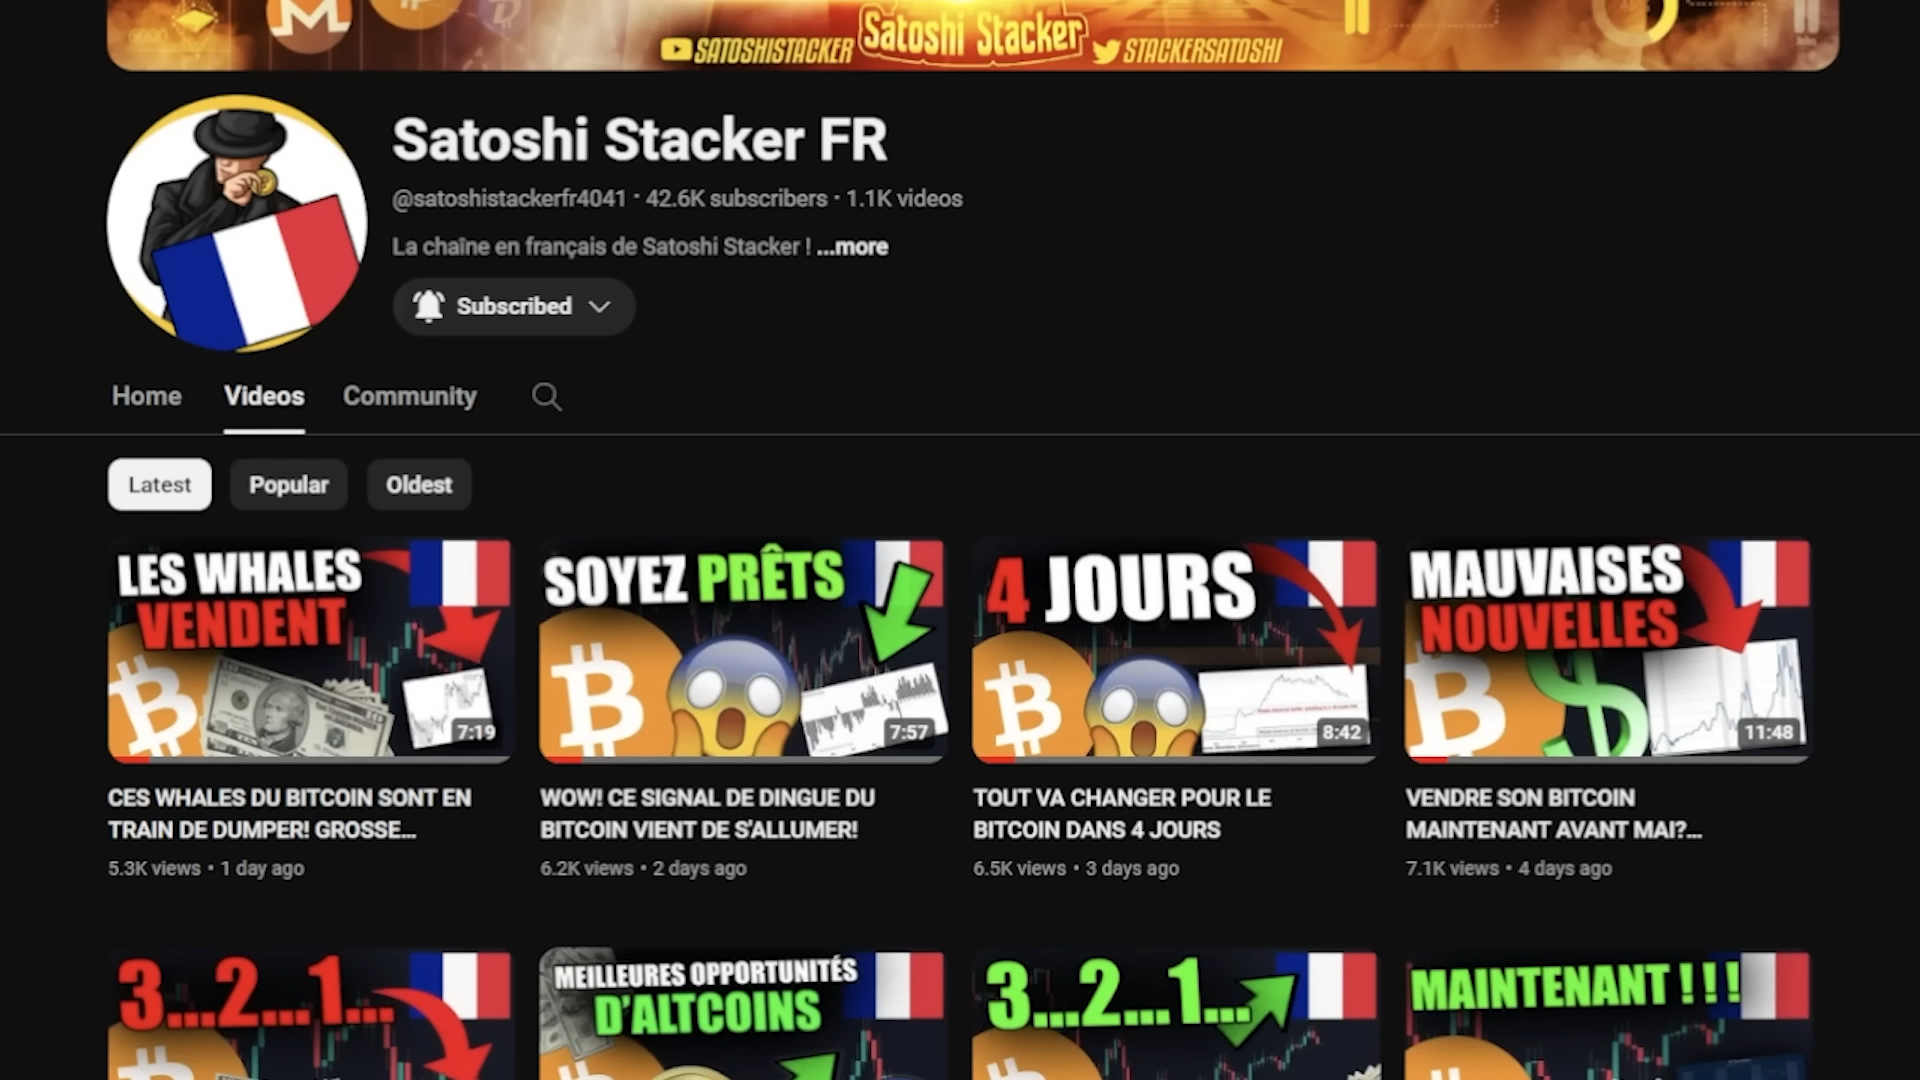 SATOSHISTACKER
Satoshi Stacker
STACKERSATOSHI
Satoshi Stacker FR
@satoshistackerfr4041 · 42.6K subscribers · 1.1K videos
La chaîne en français de Satoshi Stacker ! ...more
Subscribed
Home
Videos
Community
Latest
Popular
Oldest
LES WHALES
VENDENT
7:19
SOYEZ PRÊTS
7:57
4 JOURS
8:42
MAUVAISES
NOUVELLES
11:48
CES WHALES DU BITCOIN SONT EN
TRAIN DE DUMPER! GROSSE...
5.3K views • 1 day ago
WOW! CE SIGNAL DE DINGUE DU
BITCOIN VIENT DE S'ALLUMER!
6.2K views • 2 days ago
TOUT VA CHANGER POUR LE
BITCOIN DANS 4 JOURS
6.5K views • 3 days ago
VENDRE SON BITCOIN
MAINTENANT AVANT MAI?...
7.1K views • 4 days ago
3...2...1...
MEILLEURES OPPORTUNITÉS
D'ALTCOINS
3...2...1...
MAINTENANT !!!